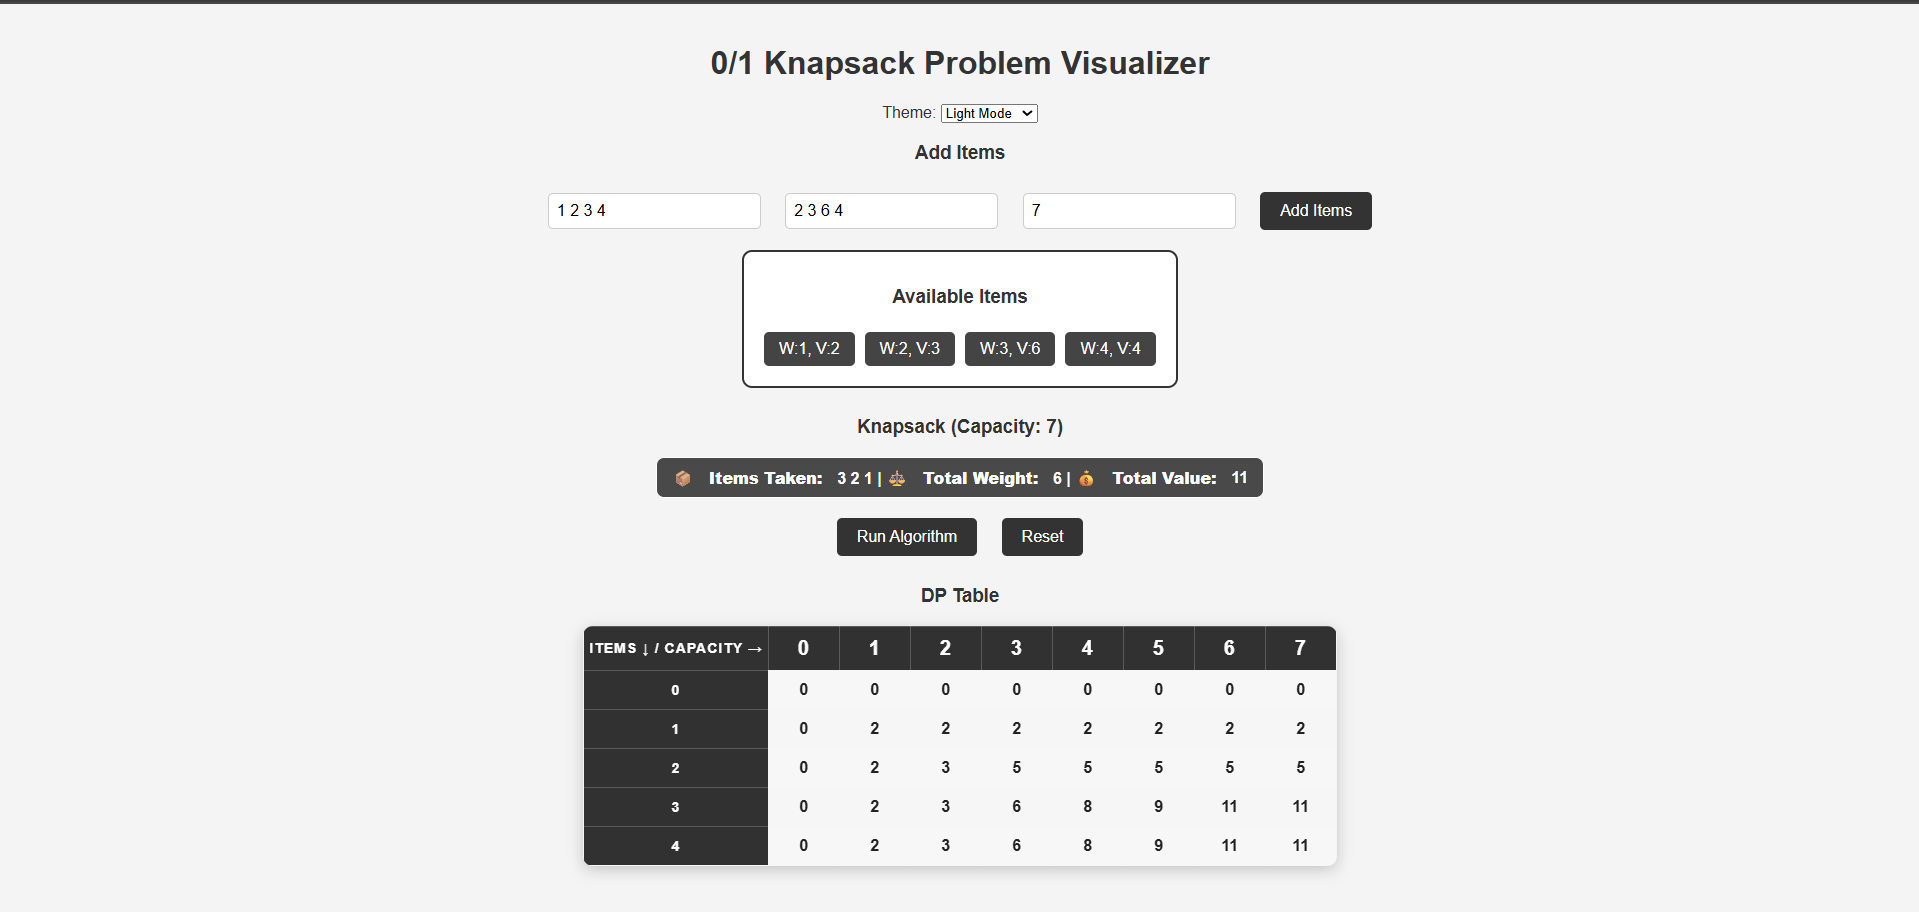 0/1 Knapsack Problem Visualizer
Theme: Light Mode
Add Items
1 2 3 4 2 3 6 4 7 Add Items
Available Items
W:1, V:2 W:2, V:3 W:3, V:6 W:4, V:4
Knapsack (Capacity: 7)
📦 Items Taken: 3 2 1 | ⚖️ Total Weight: 6 | 💰 Total Value: 11
Run Algorithm Reset
DP Table
ITEMS ↓ / CAPACITY → 0 1 2 3 4 5 6 7
0 0 0 0 0 0 0 0 0
1 0 2 2 2 2 2 2 2
2 0 2 3 5 5 5 5 5
3 0 2 3 6 8 9 11 11
4 0 2 3 6 8 9 11 11